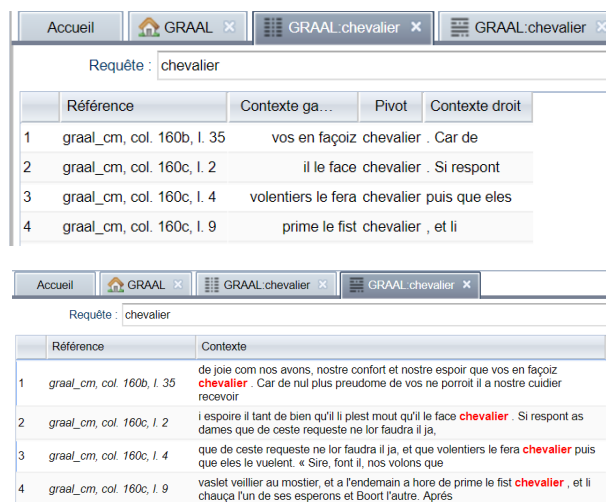 Accueil GRAAL GRAAL:chevalier GRAAL:chevalier
Requête : chevalier
Référence Contexte ga... Pivot Contexte droit
1 graal_cm, col. 160b, l. 35 vos en façoiz chevalier . Car de
2 graal_cm, col. 160c, l. 2 il le face chevalier . Si respont
3 graal_cm, col. 160c, l. 4 volentiers le fera chevalier puis que eles
4 graal_cm, col. 160c, l. 9 prime le fist chevalier , et li
Accueil GRAAL GRAAL:chevalier GRAAL:chevalier
Requête : chevalier
Référence Contexte
de joie com nos avons, nostre confort et nostre espoir que vos en façoiz
1 graal_cm, col. 160b, l. 35 chevalier . Car de nul plus preudome de vos ne porroit il a nostre cuidier
recevoir
2 graal_cm, col. 160c, l. 2 i espoire il tant de bien qu'il li plest mout qu'il le face chevalier . Si respont as
dames que de ceste requeste ne lor faudra il ja,
3 graal_cm, col. 160c, l. 4 que de ceste requeste ne lor faudra il ja, et que volentiers le fera chevalier puis
que eles le vuelent. « Sire, font il, nos volons que
4 graal_cm, col. 160c, l. 9 vaslet veillier au mostier, et a l'endemain a hore de prime le fist chevalier , et li
chauça l'un de ses esperons et Boort l'autre. Aprés